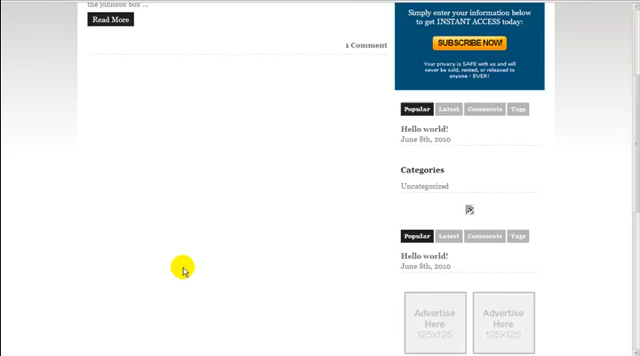 the johnson box ...
Read More
1 Comment
Simply enter your information below
to get INSTANT ACCESS today:
SUBSCRIBE NOW!
Your privacy is SAFE with us and will
never be sold, rented, or released to
anyone - EVER!
Popular Latest Comments Tags
Hello world!
June 8th, 2010
Categories
Uncategorized
Popular Latest Comments Tags
Hello world!
June 8th, 2010
Advertise
Here
125x125
Advertise
Here
125x125